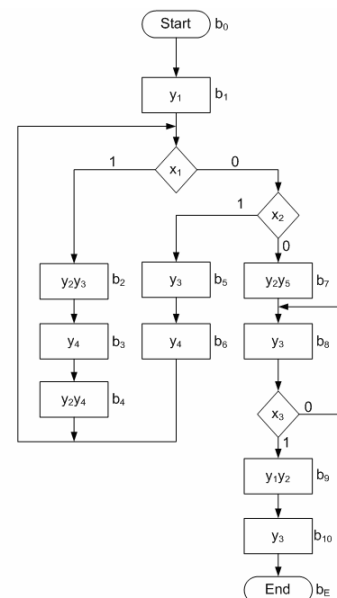 Start b₀
y₁ b₁
x₁
1 0
x₂
1
0
y₂y₃ b₂
y₃ b₅
y₂y₅ b₇
y₄ b₃
y₄ b₆
y₃ b₈
y₂y₄ b₄
x₃ 0
1
y₁y₂ b₉
y₃ b₁₀
End b_E